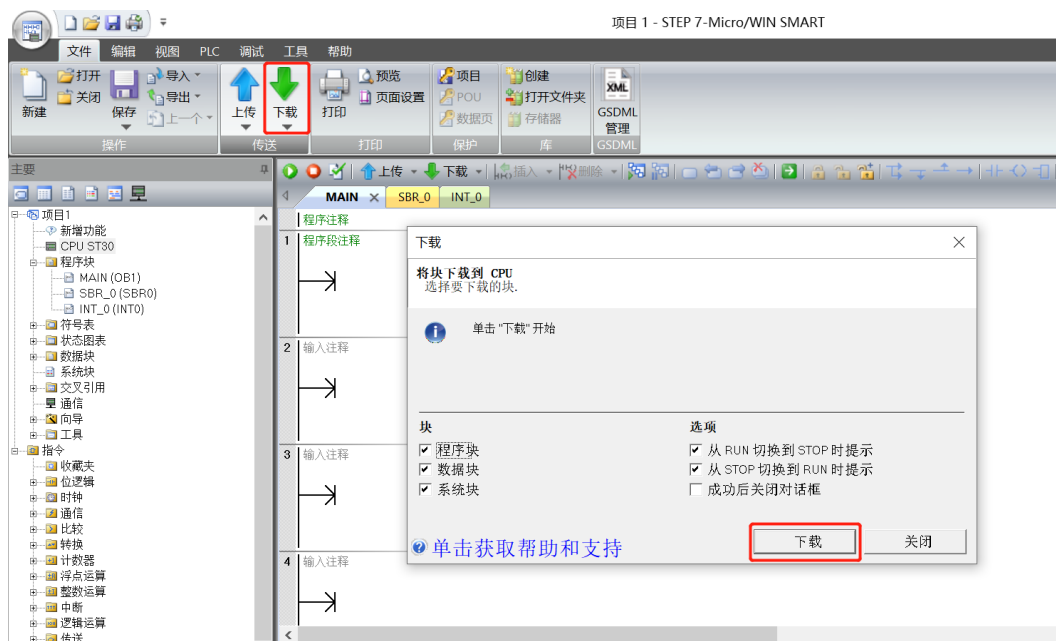 项目 1 - STEP 7-Micro/WIN SMART
文件 编辑 视图 PLC 调试 工具 帮助
新建 打开 关闭 保存 导入 导出 上一个
操作
上传 下载
传送
打印 预览 页面设置
打印
项目 POU 数据页
保护
创建 打开文件夹 存储器
库
XML
GSDML
管理
GSDML
主要
上传 下载 插入 删除
MAIN SBR_0 INT_0
项目1
新增功能
CPU ST30
程序块
MAIN (OB1)
SBR_0 (SBR0)
INT_0 (INT0)
符号表
状态图表
数据块
系统块
交叉引用
通信
向导
工具
指令
收藏夹
位逻辑
时钟
通信
比较
转换
计数器
浮点运算
整数运算
中断
逻辑运算
传送
程序注释
1 程序段注释
2 输入注释
3 输入注释
4 输入注释
下载
将块下载到 CPU
选择要下载的块.
单击 "下载" 开始
块
程序块
数据块
系统块
选项
从 RUN 切换到 STOP 时提示
从 STOP 切换到 RUN 时提示
成功后关闭对话框
单击获取帮助和支持
下载 关闭